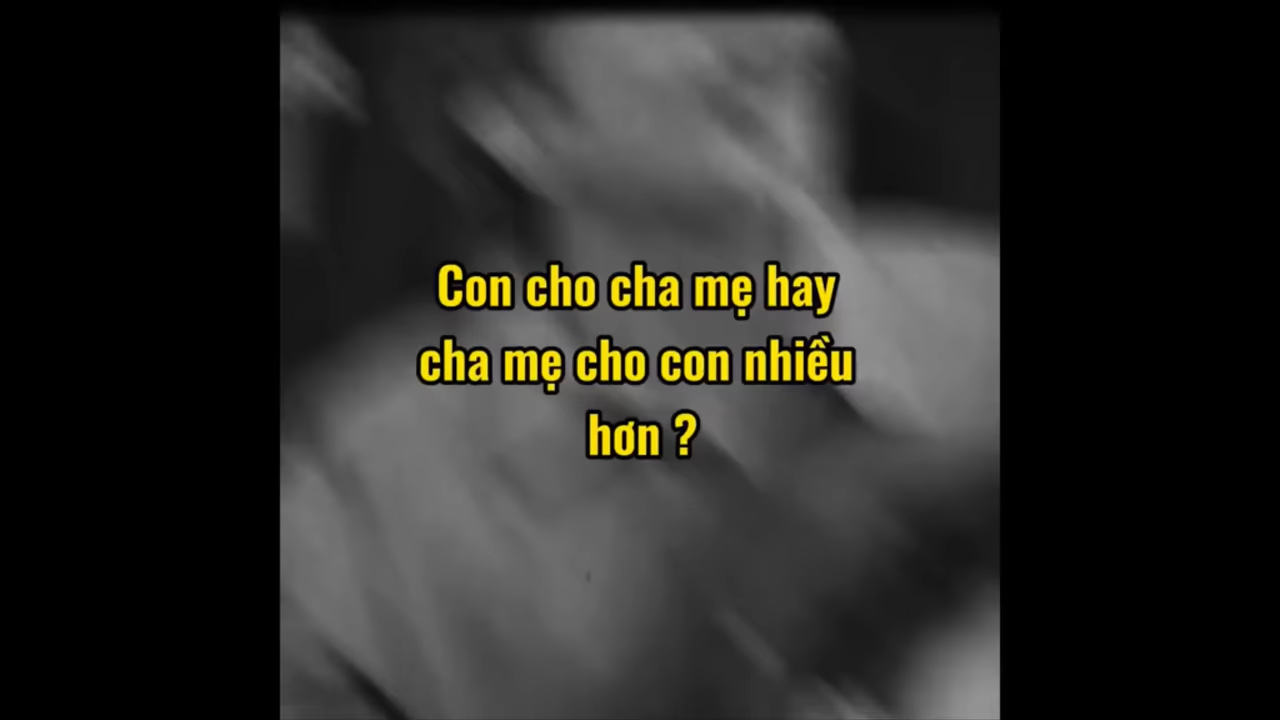 Con cho cha mẹ hay
cha mẹ cho con nhiều
hơn ?